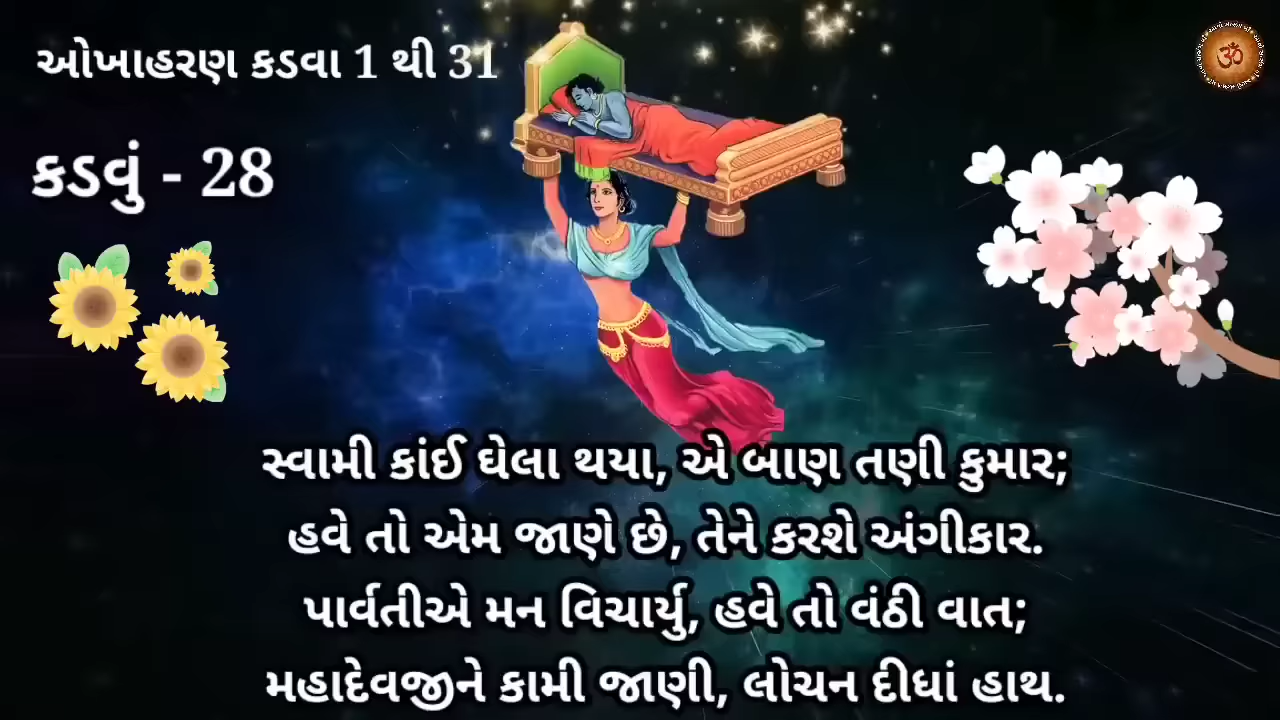 ઓખાહરણ કડવા 1 થી 31
કડવું - 28
ૐ
સ્વામી કાંઈ ઘેલા થયા, એ બાણ તણી કુમાર;
હવે તો એમ જાણે છે, તેને કરશે અંગીકાર.
પાર્વતીએ મન વિચાર્યુ, હવે તો વંઠી વાત;
મહાદેવજીને કામી જાણી, લોચન દીધાં હાથ.